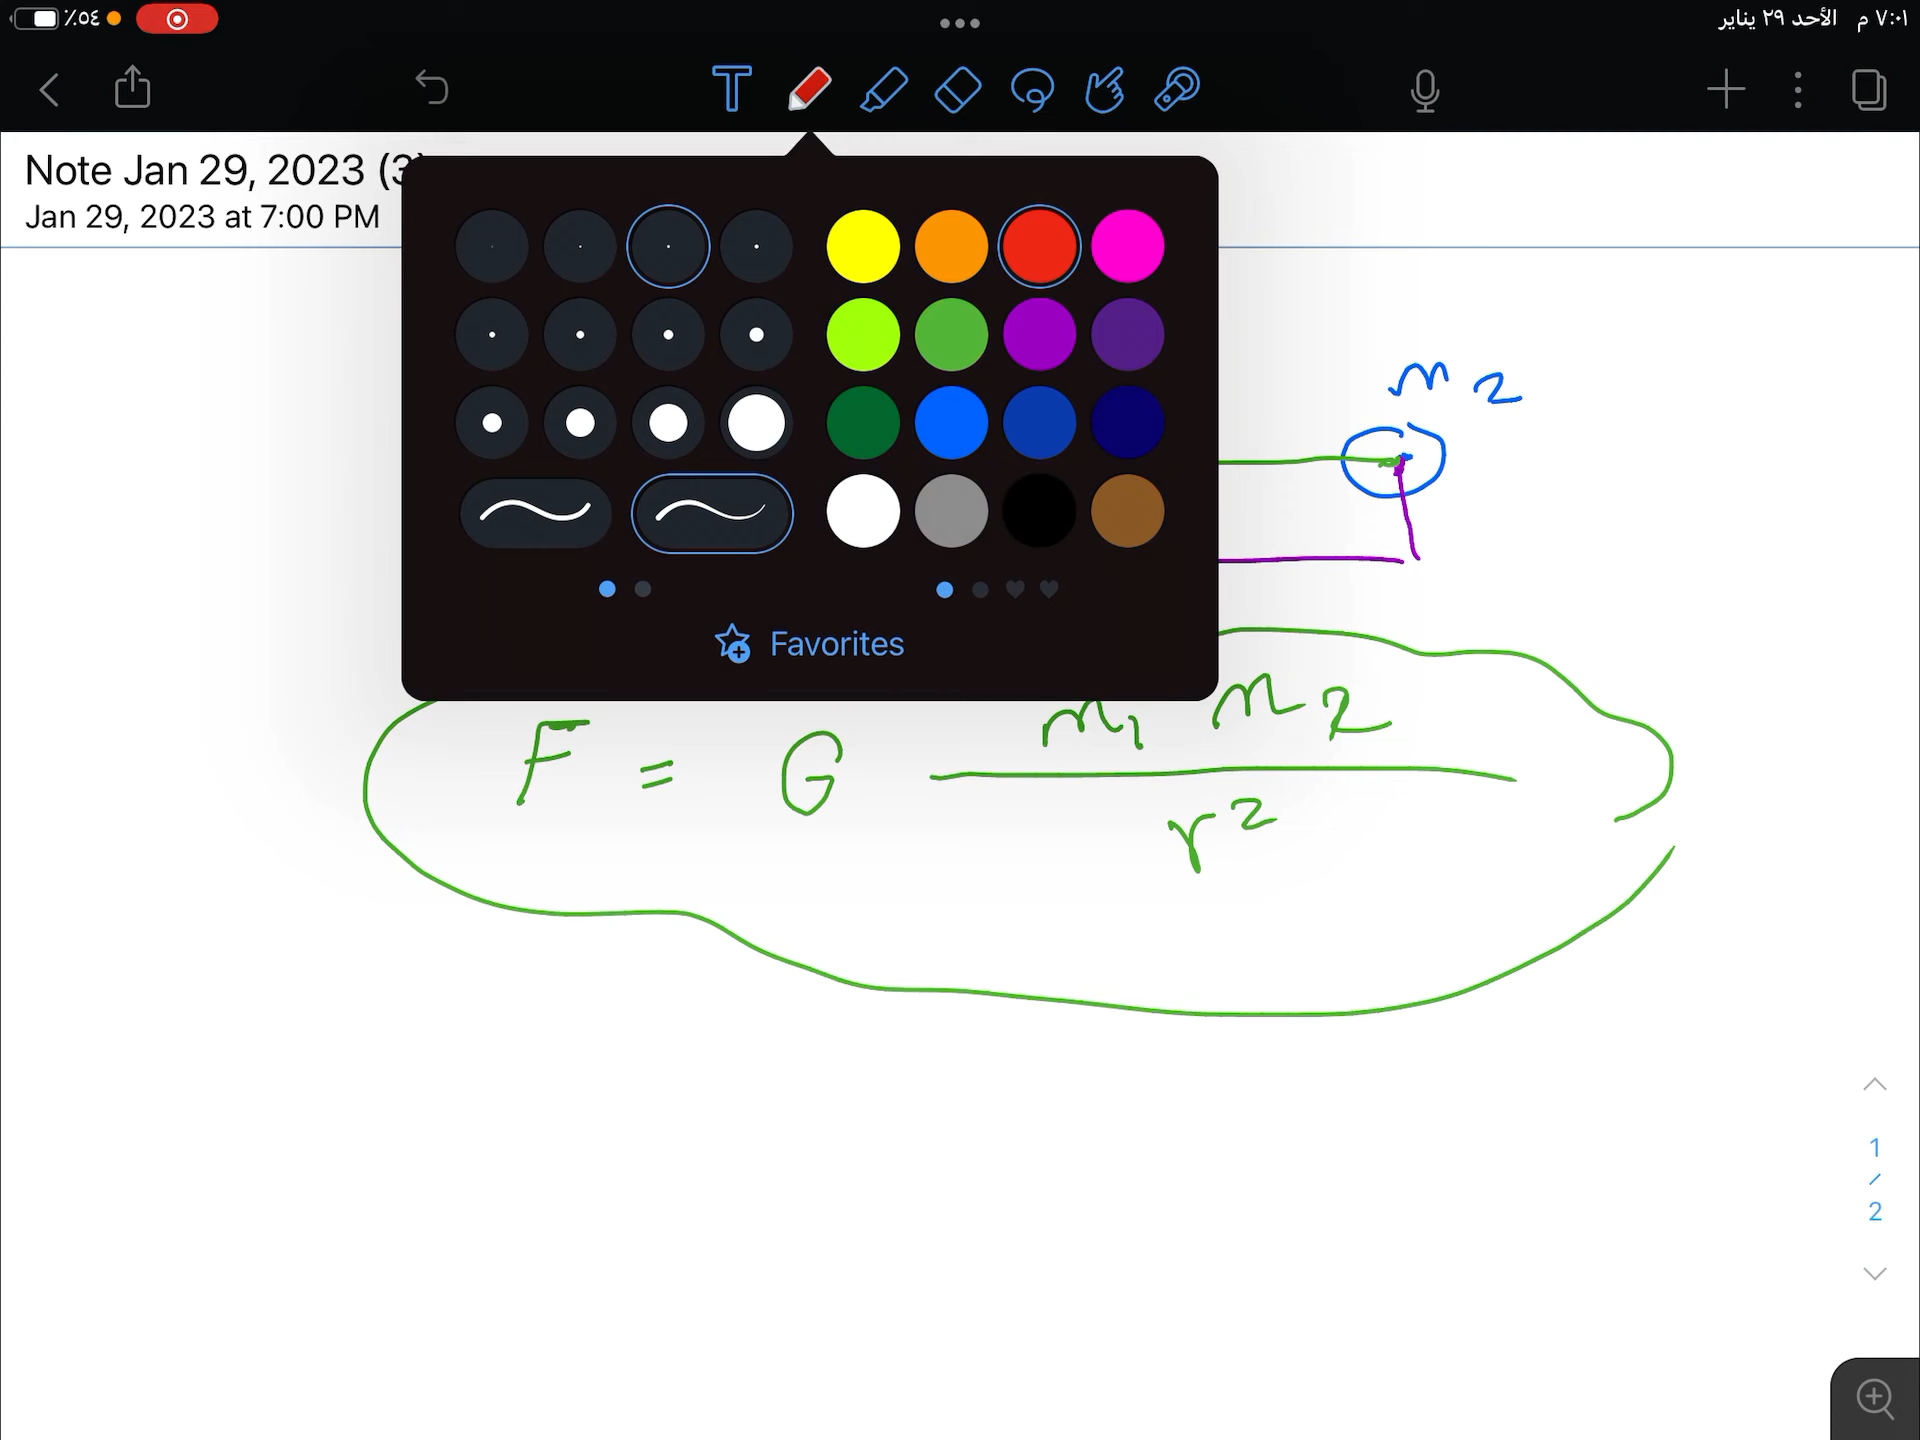 ٪٥٤
٧:٠١ م الأحد ٢٩ يناير
T
Note Jan 29, 2023 (3)
Jan 29, 2023 at 7:00 PM
Favorites
m 2
F = G m1 m2
r2
1
/
2